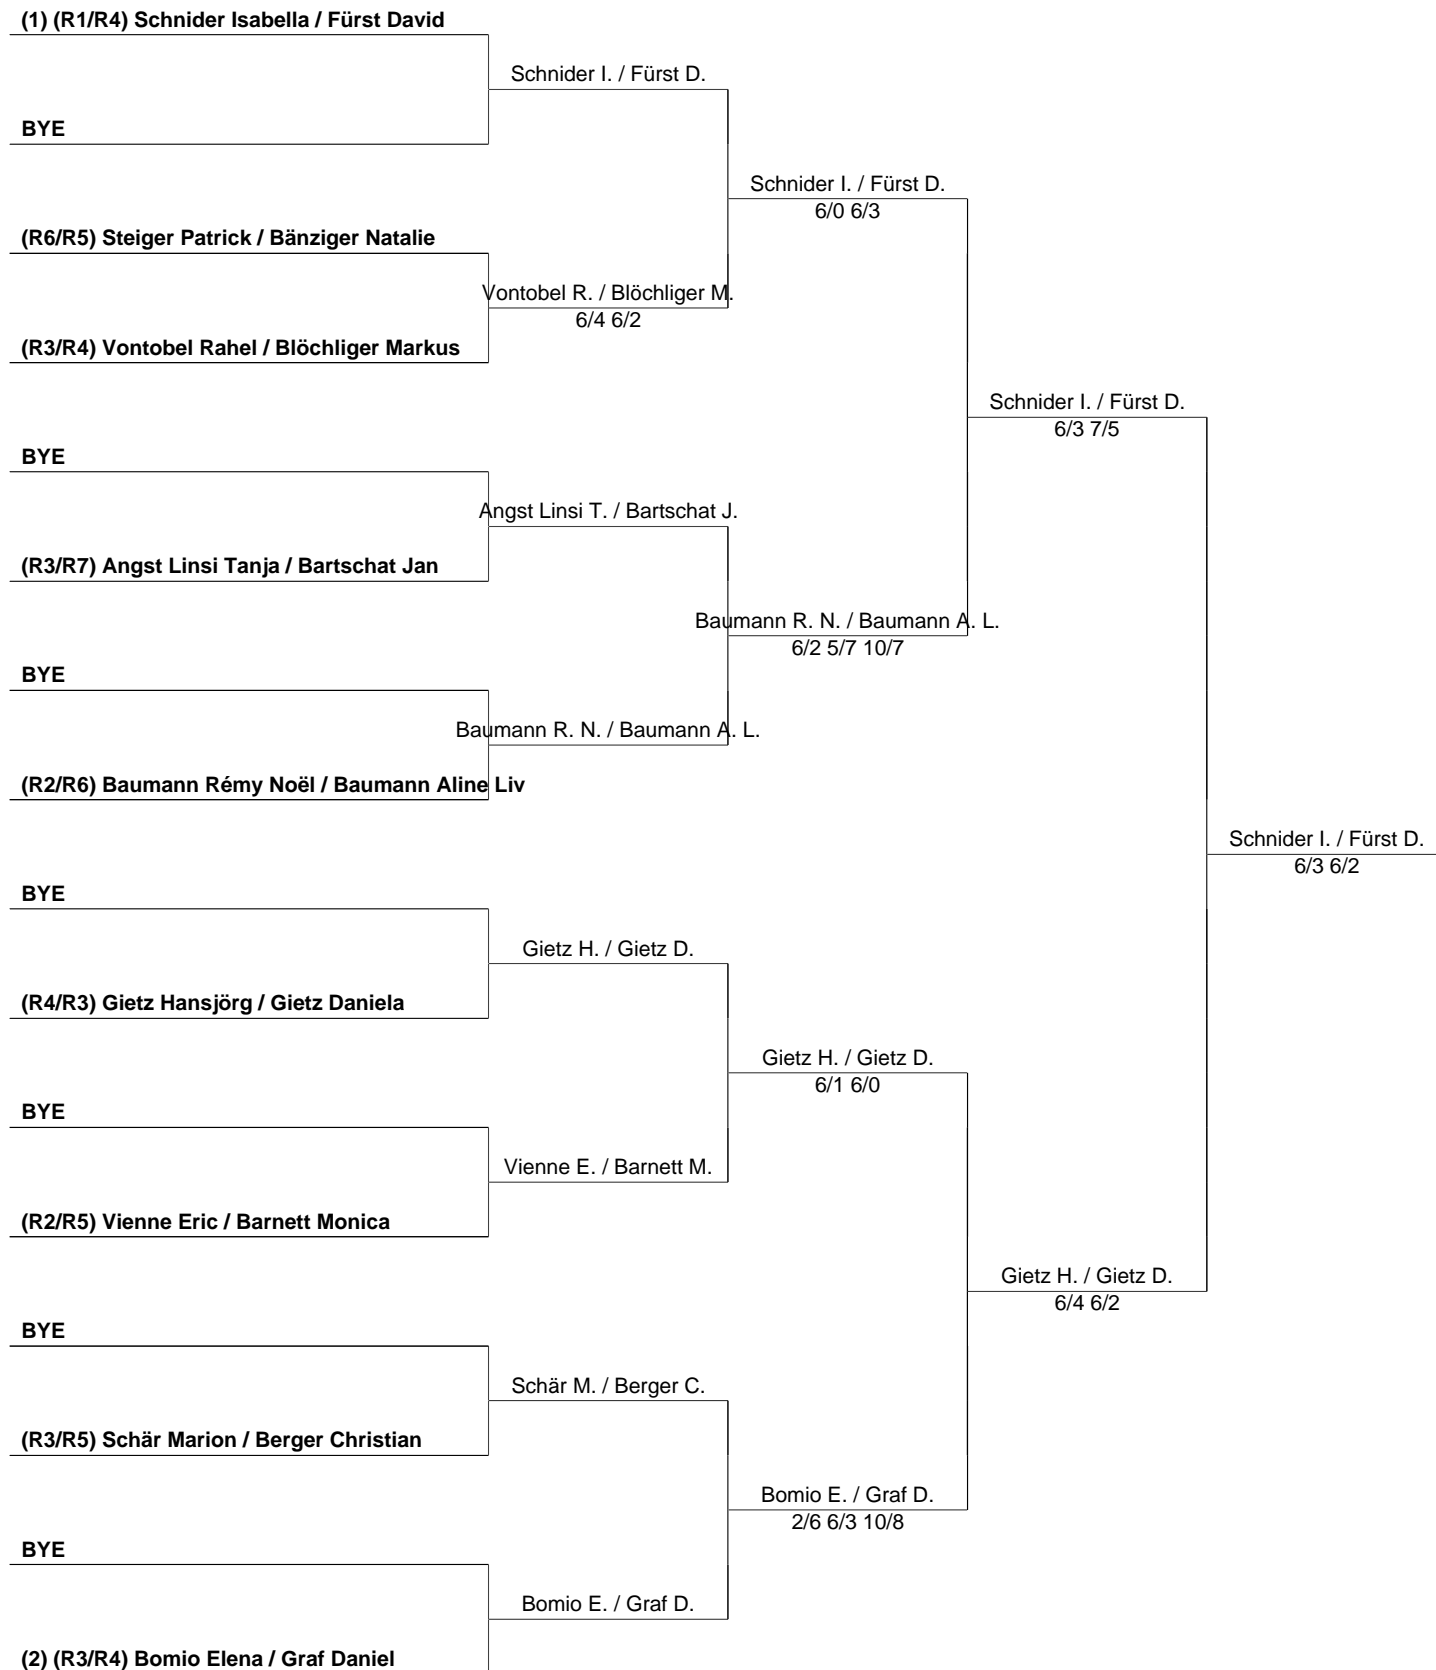 (1) (R1/R4) Schnider Isabella / Fürst David
Schnider I. / Fürst D.
BYE
Schnider I. / Fürst D.
6/0 6/3
(R6/R5) Steiger Patrick / Bänziger Natalie
Vontobel R. / Blöchliger M.
6/4 6/2
(R3/R4) Vontobel Rahel / Blöchliger Markus
Schnider I. / Fürst D.
6/3 7/5
BYE
Angst Linsi T. / Bartschat J.
(R3/R7) Angst Linsi Tanja / Bartschat Jan
Baumann R. N. / Baumann A. L.
6/2 5/7 10/7
BYE
Baumann R. N. / Baumann A. L.
(R2/R6) Baumann Rémy Noël / Baumann Aline Liv
Schnider I. / Fürst D.
6/3 6/2
BYE
Gietz H. / Gietz D.
(R4/R3) Gietz Hansjörg / Gietz Daniela
Gietz H. / Gietz D.
6/1 6/0
BYE
Vienne E. / Barnett M.
(R2/R5) Vienne Eric / Barnett Monica
Gietz H. / Gietz D.
6/4 6/2
BYE
Schär M. / Berger C.
(R3/R5) Schär Marion / Berger Christian
Bomio E. / Graf D.
2/6 6/3 10/8
BYE
Bomio E. / Graf D.
(2) (R3/R4) Bomio Elena / Graf Daniel